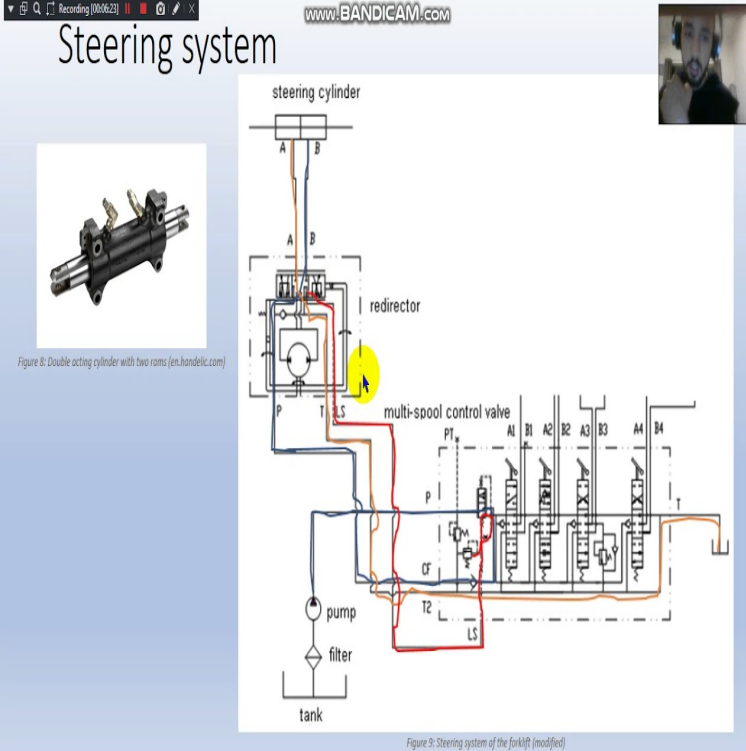 Recording [00:06:23]
www.BANDICAM.com
Steering system
steering cylinder
A
B
A
B
redirector
Figure 8: Double acting cylinder with two rams (en.handelic.com)
P
T
LS
multi-spool control valve
PT
A1
B1
A2
B2
A3
B3
A4
B4
P
T
CF
T2
LS
pump
filter
tank
Figure 9: Steering system of the forklift (modified)